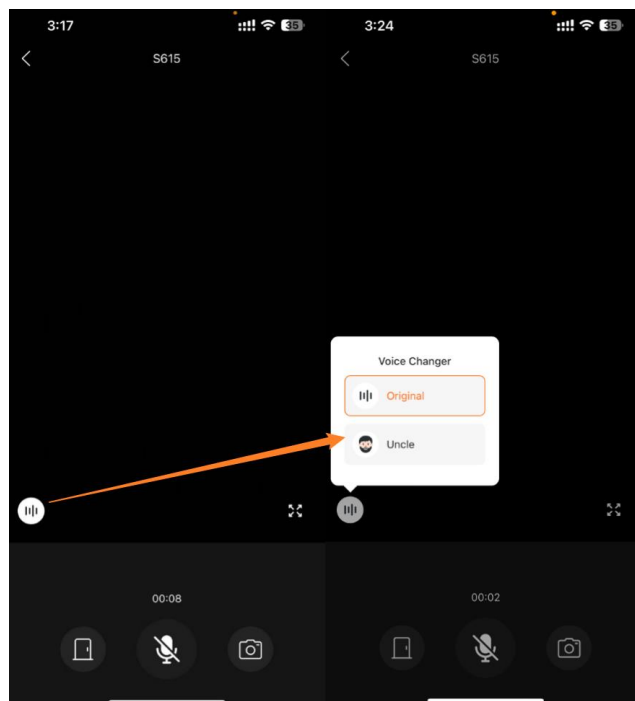 3:17
35
S615
00:08
3:24
35
S615
Voice Changer
Original
Uncle
00:02